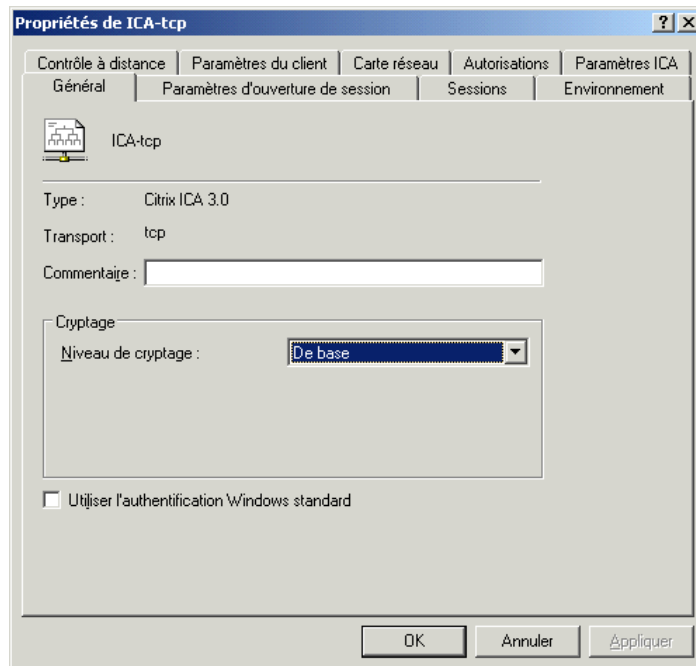 Propriétés de ICA-tcp
Contrôle à distance Paramètres du client Carte réseau Autorisations Paramètres ICA
Général Paramètres d'ouverture de session Sessions Environnement
ICA-tcp
Type : Citrix ICA 3.0
Transport : tcp
Commentaire :
Cryptage
Niveau de cryptage : De base
Utiliser l'authentification Windows standard
OK Annuler Appliquer